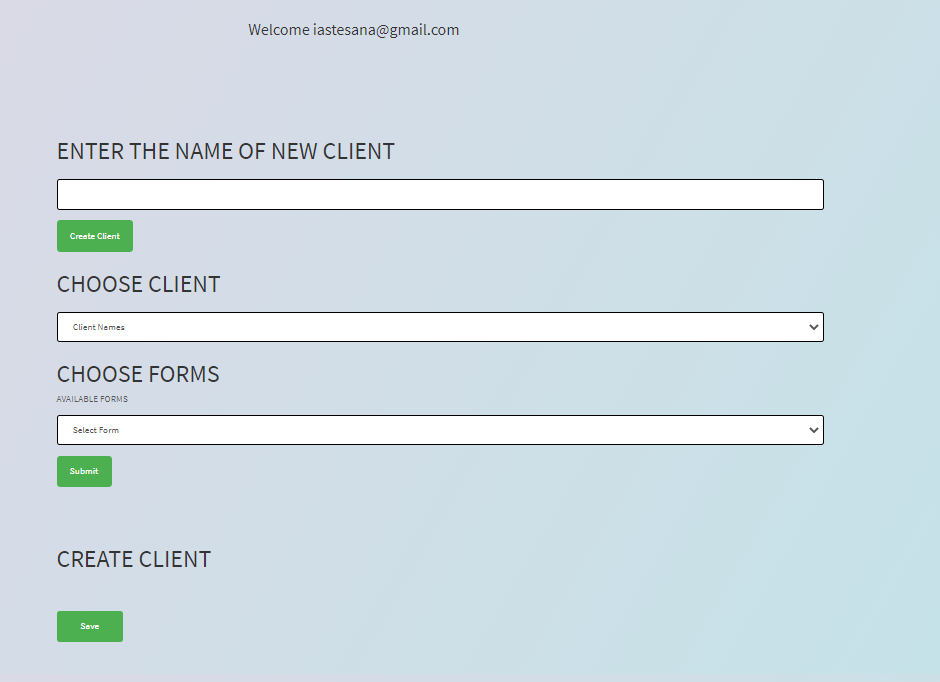 Welcome iastesana@gmail.com
ENTER THE NAME OF NEW CLIENT
Create Client
CHOOSE CLIENT
Client Names
CHOOSE FORMS
AVAILABLE FORMS
Select Form
Submit
CREATE CLIENT
Save